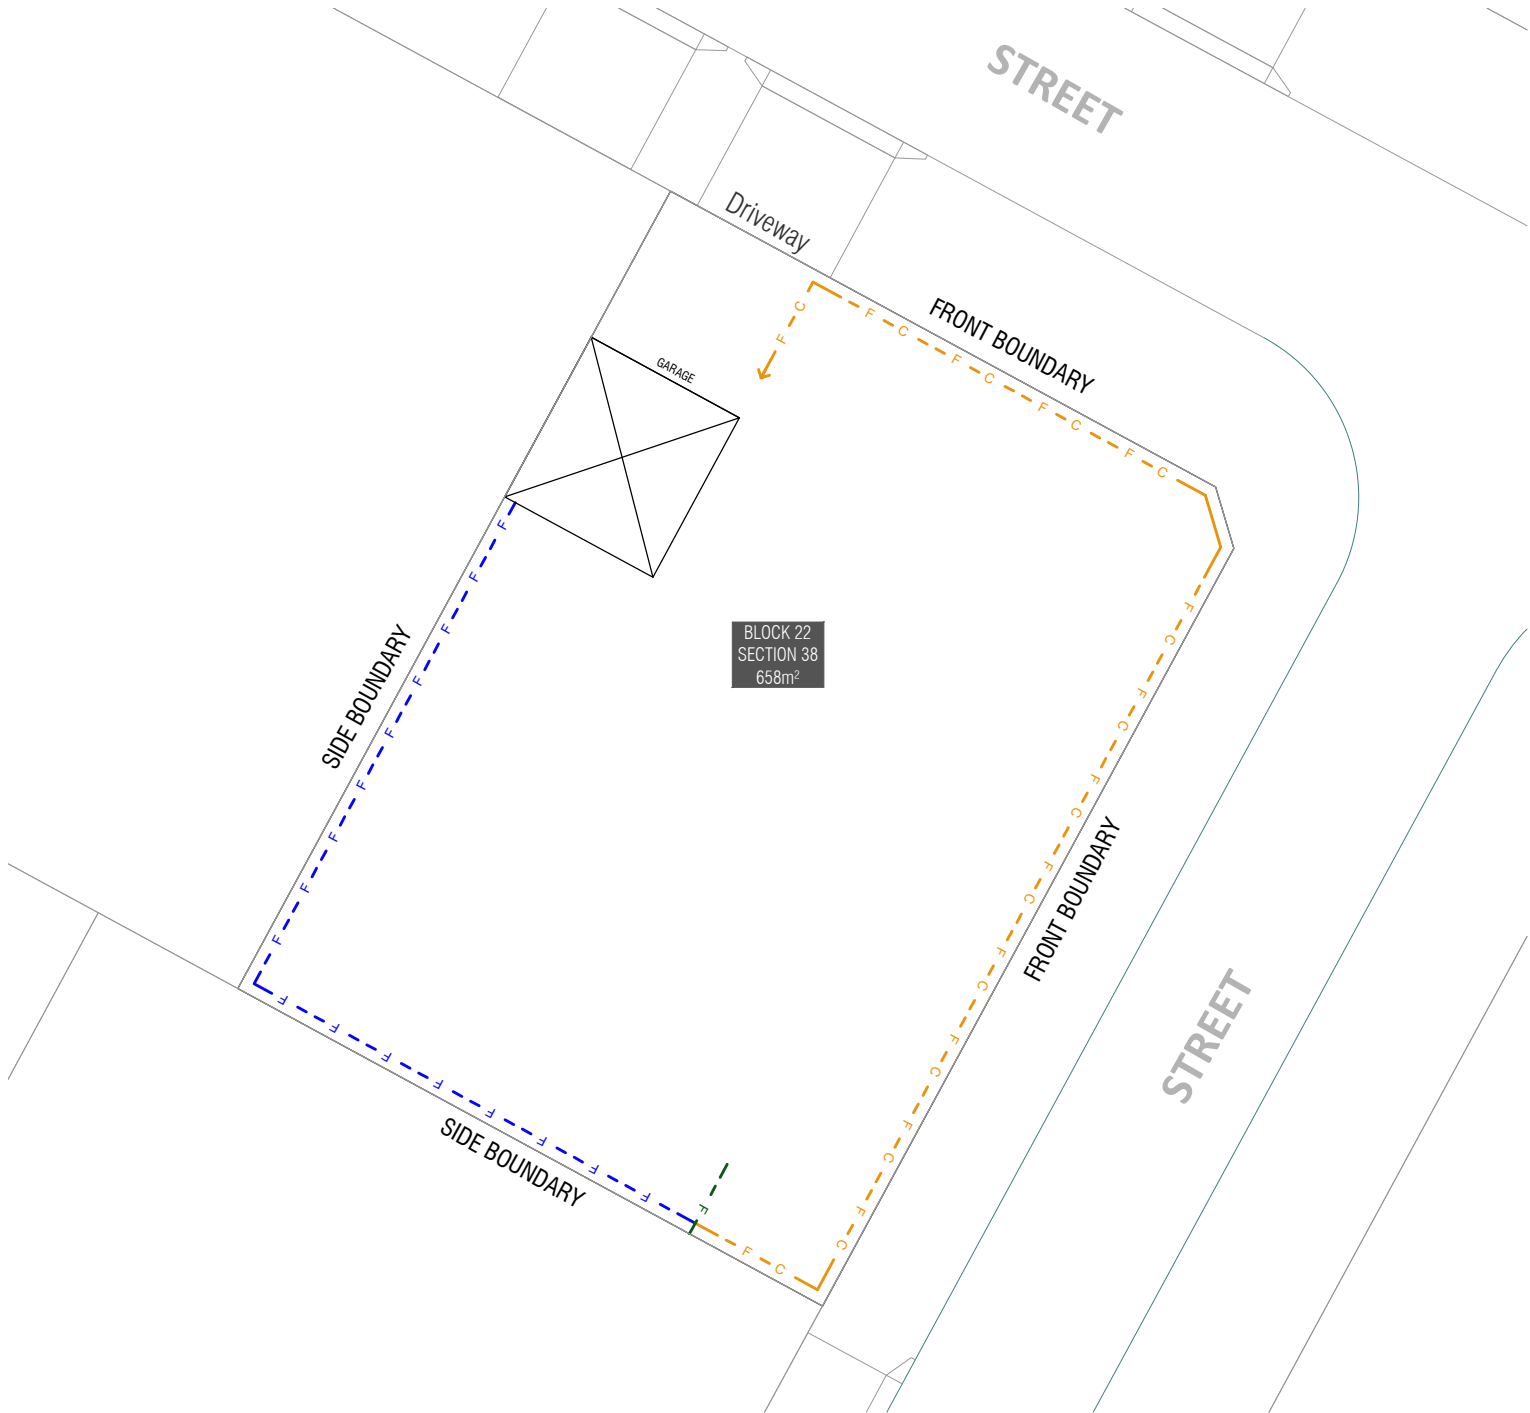 STREET
Driveway
FRONT BOUNDARY
C F C F C F C F C
F
GARAGE
F F F F F F F F F
BLOCK 22
SECTION 38
658m²
SIDE BOUNDARY
F C F C F C F C F C F C F C F C
FRONT BOUNDARY
STREET
F F F F F F F F
SIDE BOUNDARY
F
F C